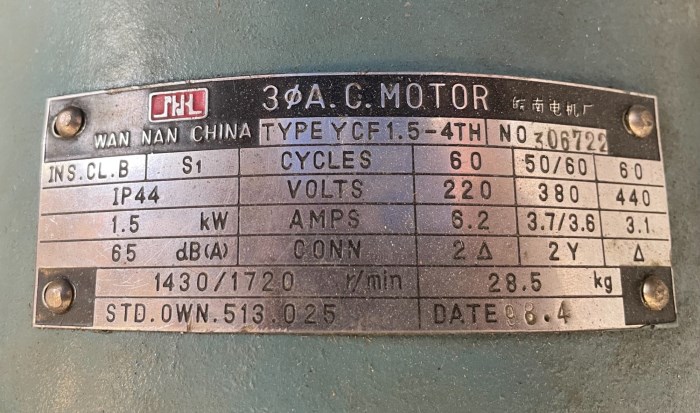 3ΦA.C.MOTOR 皖南电机厂
WAN NAN CHINA TYPE YCF1.5-4TH NO 306722
INS.CL.B S1 CYCLES 60 50/60 60
IP44 VOLTS 220 380 440
1.5 kW AMPS 6.2 3.7/3.6 3.1
65 dB(A) CONN 2Δ 2Y Δ
1430/1720 r/min 28.5 kg
STD.OWN.513.025 DATE 98.4